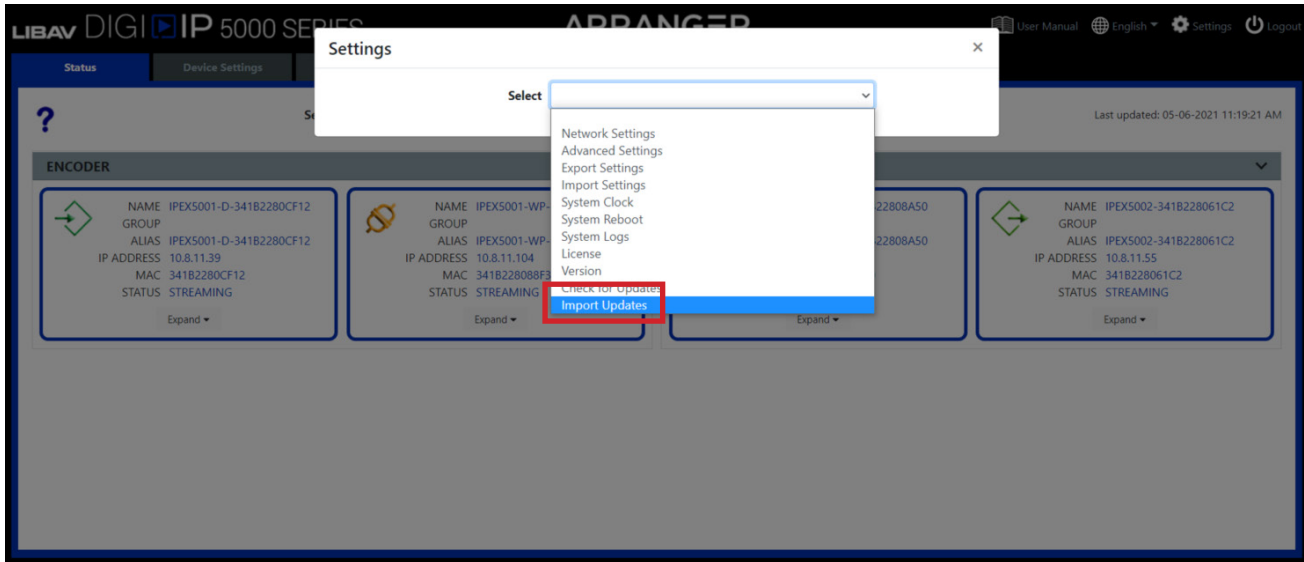 LIBAV DIGI IP 5000 SERIES
ARRANGER
User Manual English Settings Logout
Status Device Settings
Settings ×
Select
Last updated: 05-06-2021 11:19:21 AM
?
Network Settings
Advanced Settings
Export Settings
Import Settings
System Clock
System Reboot
System Logs
License
Version
Check for Updates
Import Updates
ENCODER
NAME IPEX5001-D-341B2280CF12
GROUP
ALIAS IPEX5001-D-341B2280CF12
IP ADDRESS 10.8.11.39
MAC 341B2280CF12
STATUS STREAMING
Expand
NAME IPEX5001-WP-
GROUP
ALIAS IPEX5001-WP-
IP ADDRESS 10.8.11.104
MAC 341B228088F3
STATUS STREAMING
Expand
22808A50
22808A50
Expand
NAME IPEX5002-341B228061C2
GROUP
ALIAS IPEX5002-341B228061C2
IP ADDRESS 10.8.11.55
MAC 341B228061C2
STATUS STREAMING
Expand